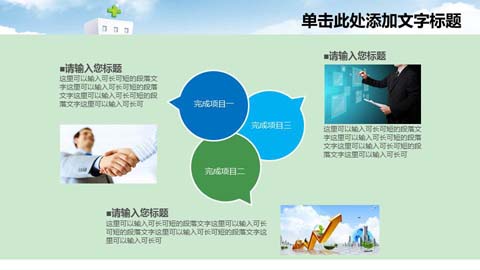 单击此处添加文字标题
■请输入您标题
这里可以输入可长可短的段落文
字这里可以输入可长可短的段落
文字这里可以输入可长可短的段
落文字这里可以输入可长可
完成项目一
完成项目三
完成项目二
■请输入您标题
这里可以输入可长可短的段落文
字这里可以输入可长可短的段落
文字这里可以输入可长可短的段
落文字这里可以输入可长可
■请输入您标题
这里可以输入可长可短的段落文字这里可以输入可长
可短的段落文字这里可以输入可长可短的段落文字这
里可以输入可长可